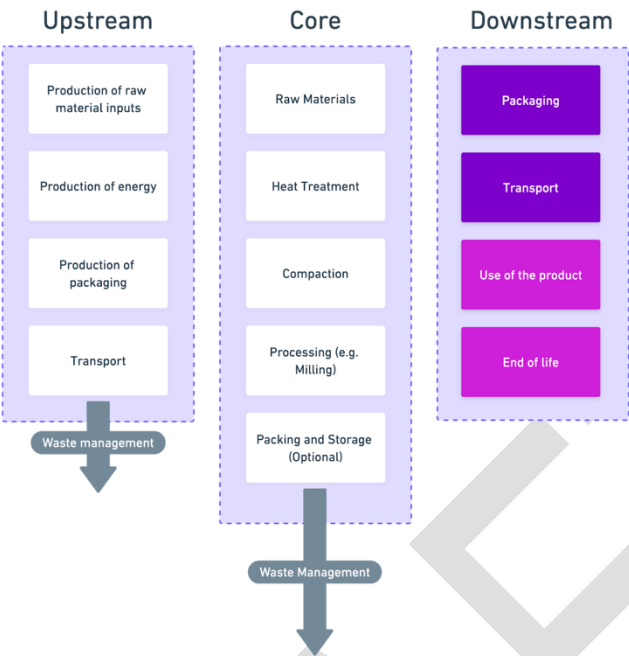 Upstream
Core
Downstream
Production of raw
material inputs
Production of energy
Production of
packaging
Transport
Waste management
Raw Materials
Heat Treatment
Compaction
Processing (e.g.
Milling)
Packing and Storage
(Optional)
Waste Management
Packaging
Transport
Use of the product
End of life